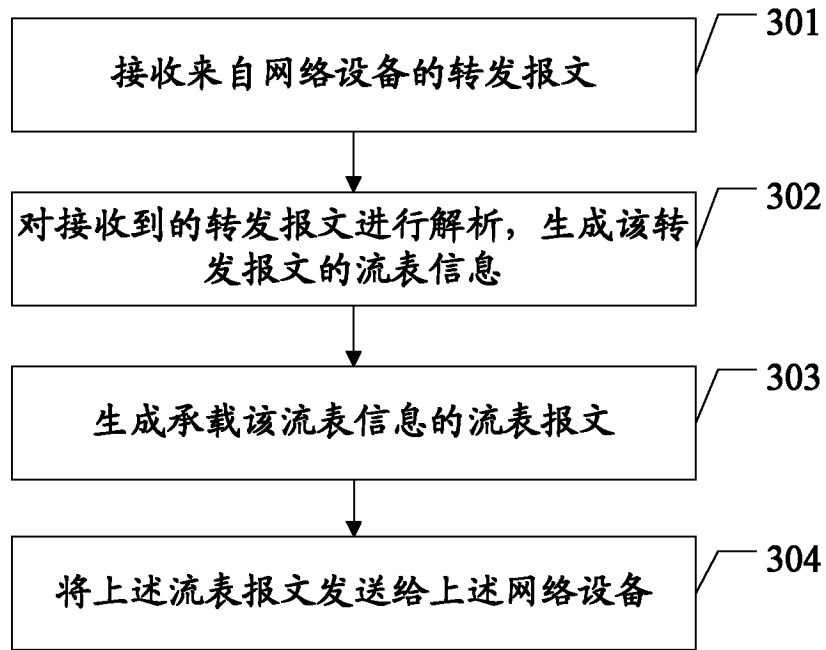 301
接收来自网络设备的转发报文
302
对接收到的转发报文进行解析，生成该转
发报文的流表信息
303
生成承载该流表信息的流表报文
304
将上述流表报文发送给上述网络设备